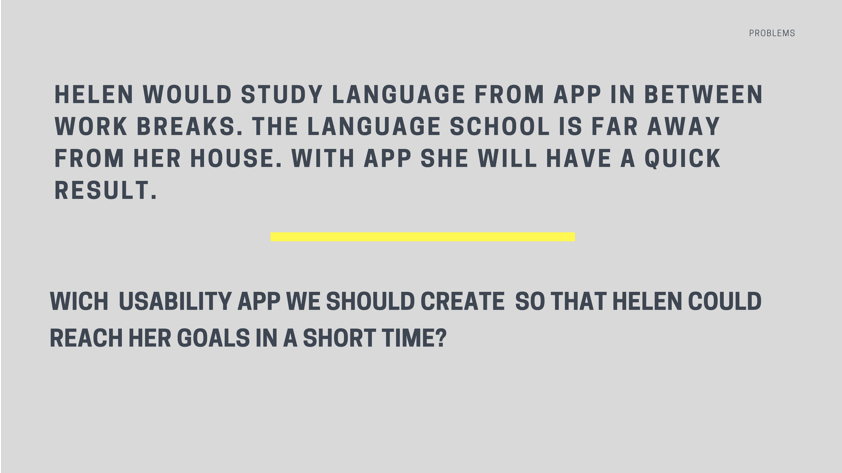 PROBLEMS
HELEN WOULD STUDY LANGUAGE FROM APP IN BETWEEN
WORK BREAKS. THE LANGUAGE SCHOOL IS FAR AWAY
FROM HER HOUSE. WITH APP SHE WILL HAVE A QUICK
RESULT.
WICH  USABILITY APP WE SHOULD CREATE  SO THAT HELEN COULD
REACH HER GOALS IN A SHORT TIME?